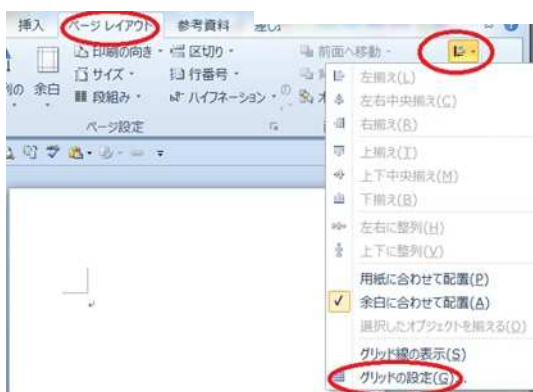 挿入 ページ レイアウト 参考資料
印刷の向き 区切り 前面へ移動
余白 サイズ 行番号
段組み ハイフネーション
ページ設定
左揃え(L)
左右中央揃え(C)
右揃え(R)
上揃え(T)
上下中央揃え(M)
下揃え(B)
左右に整列(H)
上下に整列(V)
用紙に合わせて配置(P)
余白に合わせて配置(A)
選択したオブジェクトを揃える(O)
グリッド線の表示(S)
グリッドの設定(G)...